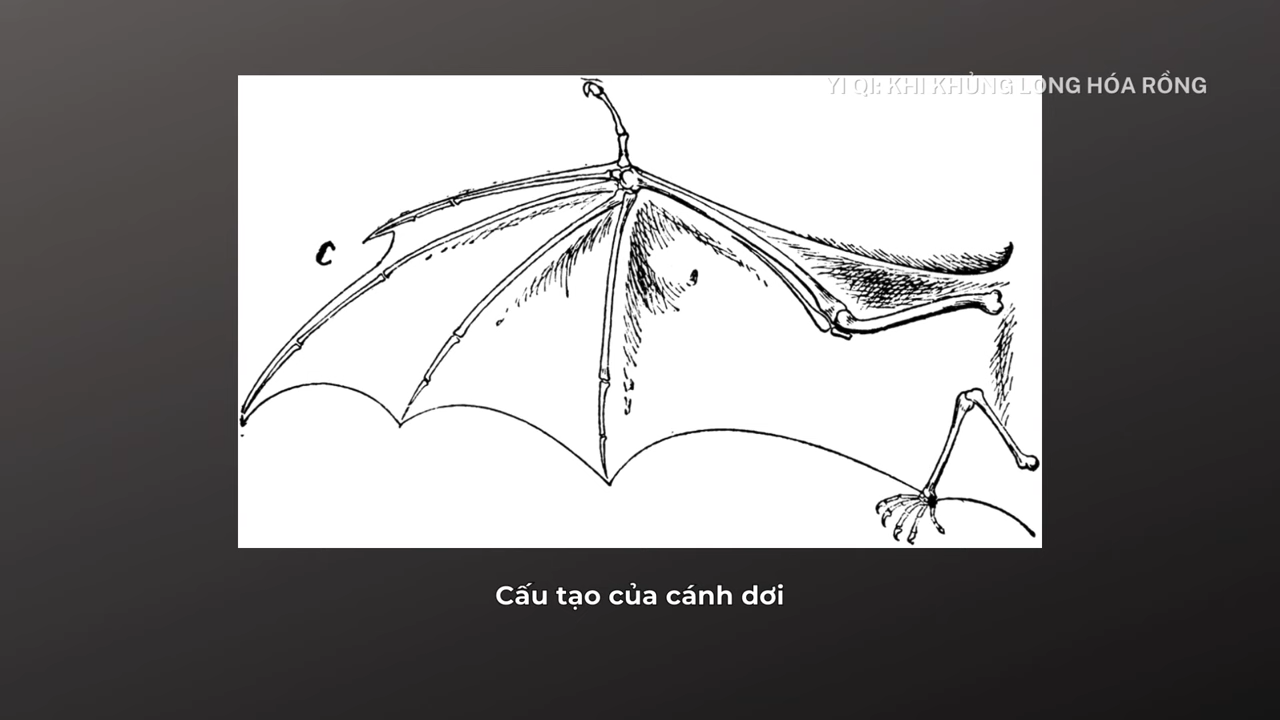 YI QI: KHI KHỦNG LONG HÓA RỒNG
C
Cấu tạo của cánh dơi